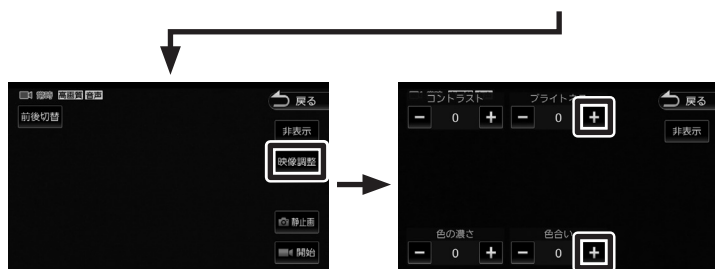 常時 高画質 音声
戻る
前後切替
非表示
映像調整
静止画
開始
コントラスト ブライトネス
戻る
- 0 + - 0 +
非表示
色の濃さ 色合い
- 0 + - 0 +